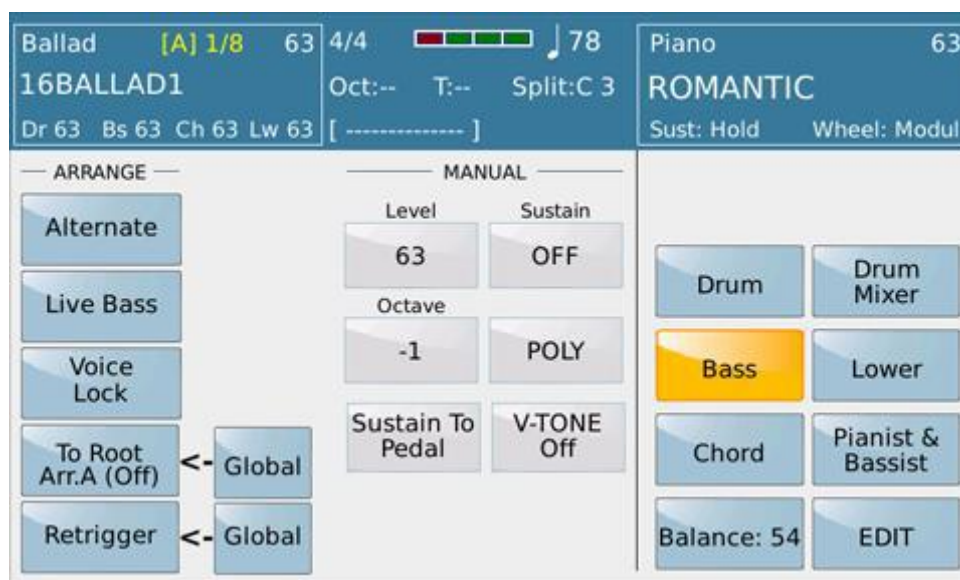 Ballad [A] 1/8 63
16BALLAD1
Dr 63 Bs 63 Ch 63 Lw 63
4/4 78
Oct:-- T:-- Split:C 3
[ -------------- ]
Piano 63
ROMANTIC
Sust: Hold Wheel: Modul
ARRANGE
Alternate
Live Bass
Voice
Lock
To Root
Arr.A (Off)
<- Global
Retrigger <- Global
MANUAL
Level Sustain
63 OFF
Octave
-1 POLY
Sustain To
Pedal
V-TONE
Off
Drum
Drum
Mixer
Bass
Lower
Chord
Pianist &
Bassist
Balance: 54
EDIT